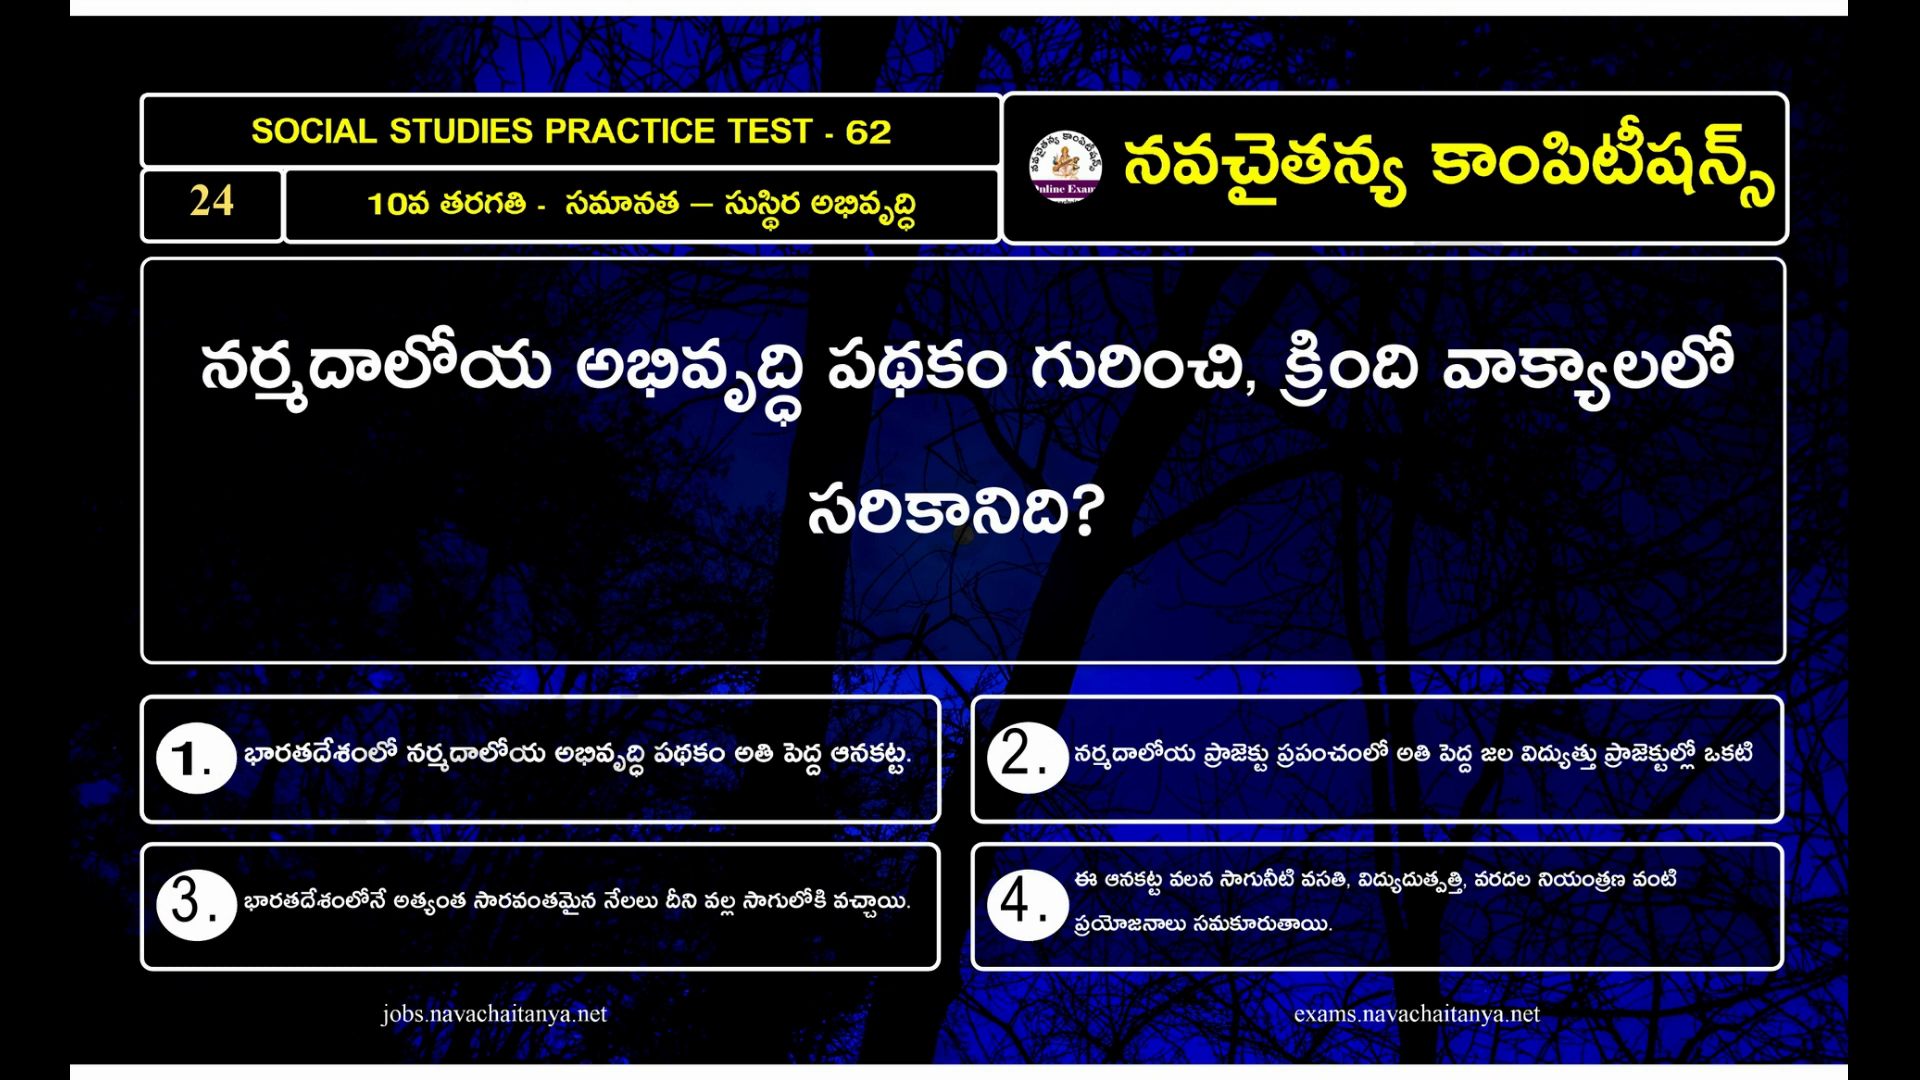 SOCIAL STUDIES PRACTICE TEST - 62
24
10వ తరగతి - సమానత – సుస్థిర అభివృద్ధి
నవచైతన్య కాంపిటీషన్స్
నర్మదాలోయ అభివృద్ధి పథకం గురించి, క్రింది వాక్యాలలో
సరికానిది?
1. భారతదేశంలో నర్మదాలోయ అభివృద్ధి పథకం అతి పెద్ద ఆనకట్ట.
2. నర్మదాలోయ ప్రాజెక్టు ప్రపంచంలో అతి పెద్ద జల విద్యుత్తు ప్రాజెక్టుల్లో ఒకటి
3. భారతదేశంలోనే అత్యంత సారవంతమైన నేలలు దీని వల్ల సాగులోకి వచ్చాయి.
4. ఈ ఆనకట్ట వలన సాగునీటి వసతి, విద్యుదుత్పత్తి, వరదల నియంత్రణ వంటి
ప్రయోజనాలు సమకూరుతాయి.
jobs.navachaitanya.net
exams.navachaitanya.net